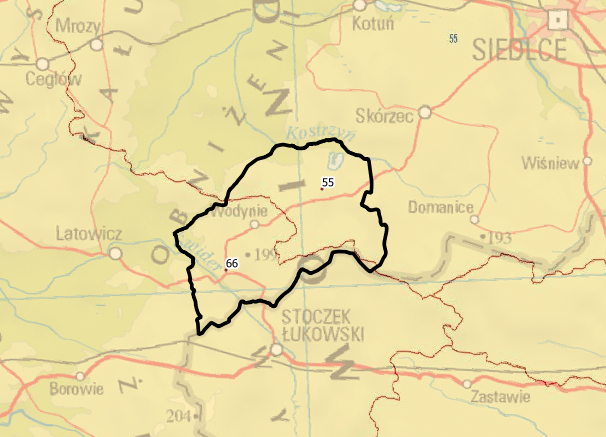 Kotuń
Mrozy
55
SIEDLCE
Cegłów
Skórzec
Kostrzyń
Wiśniew
55
Wodynie
Domanice
Latowicz
193
199
66
STOCZEK
ŁUKOWSKI
Borowie
Zastawie
204